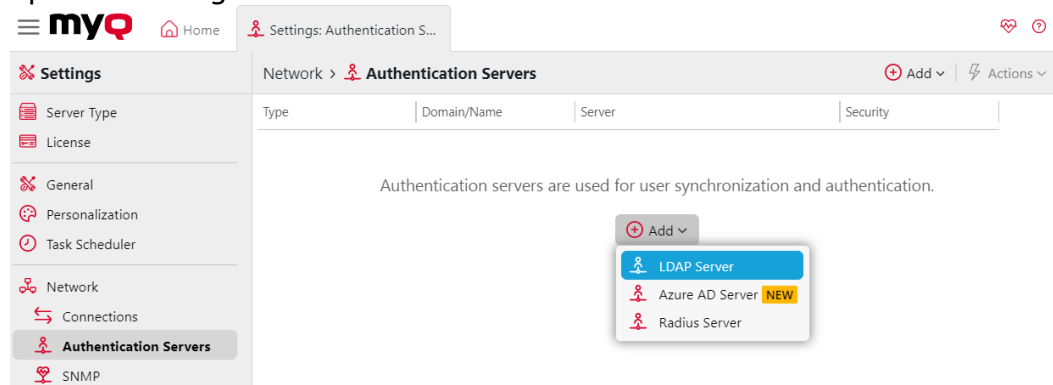 myQ
Home
Settings: Authentication S...
Settings
Network > Authentication Servers
Add
Actions
Server Type
License
General
Personalization
Task Scheduler
Network
Connections
Authentication Servers
SNMP
Type
Domain/Name
Server
Security
Authentication servers are used for user synchronization and authentication.
Add
LDAP Server
Azure AD Server NEW
Radius Server